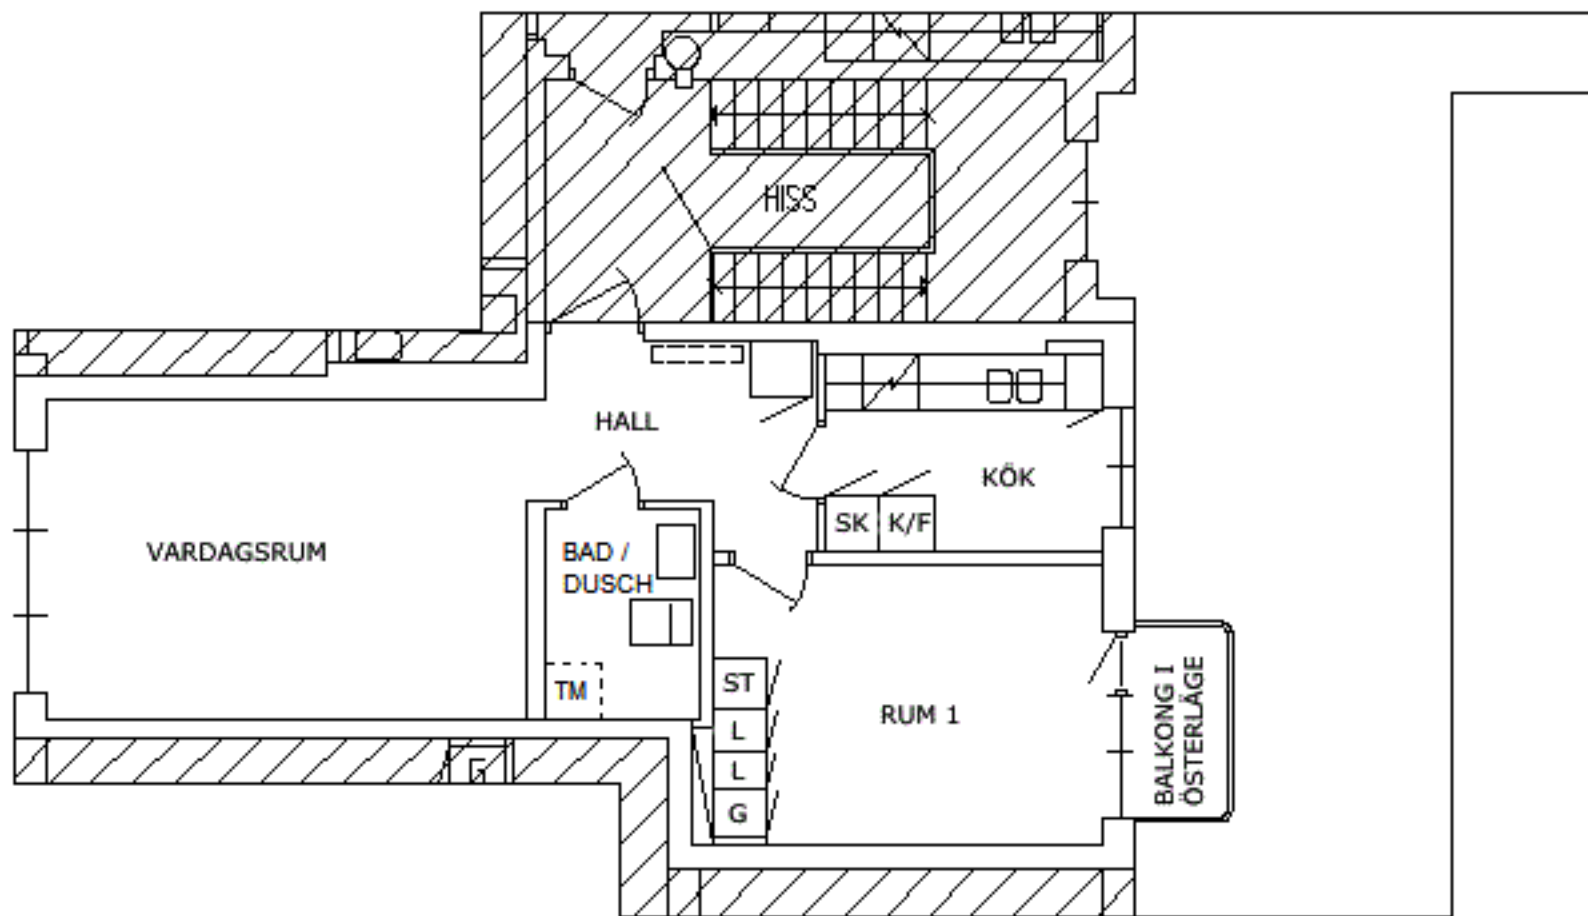 HISS
HALL
KÖK
SK K/F
VARDAGSRUM
BAD /
DUSCH
TM
ST
L
L
G
RUM 1
BALKONG I
ÖSTERLÄGE